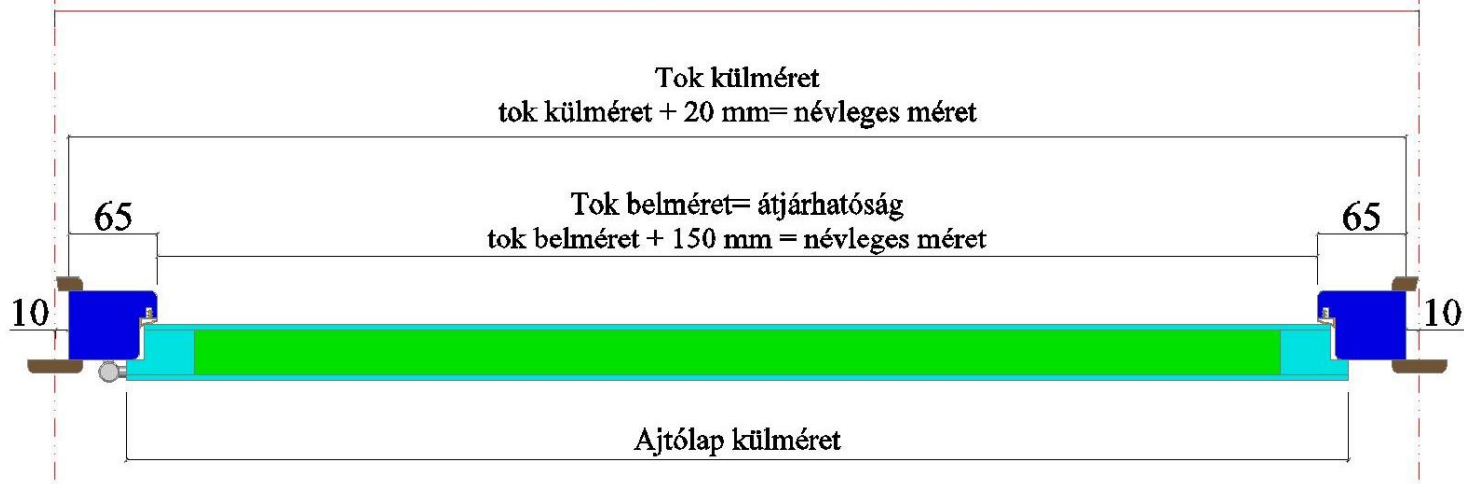 Tok külméret
tok külméret + 20 mm= névleges méret
65
Tok belméret= átjárhatóság
tok belméret + 150 mm = névleges méret
65
10
10
Ajtólap külméret